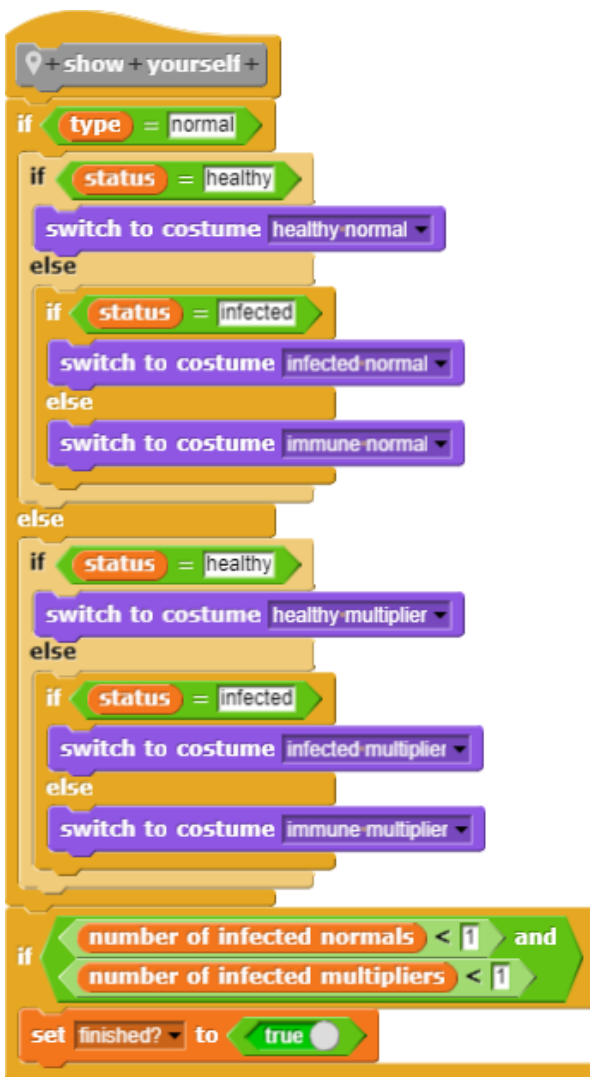 + show + yourself +
if type = normal
if status = healthy
switch to costume healthy normal
else
if status = infected
switch to costume infected normal
else
switch to costume immune normal
else
if status = healthy
switch to costume healthy multiplier
else
if status = infected
switch to costume infected multiplier
else
switch to costume immune multiplier
if number of infected normals < 1 and
number of infected multipliers < 1
set finished? to true